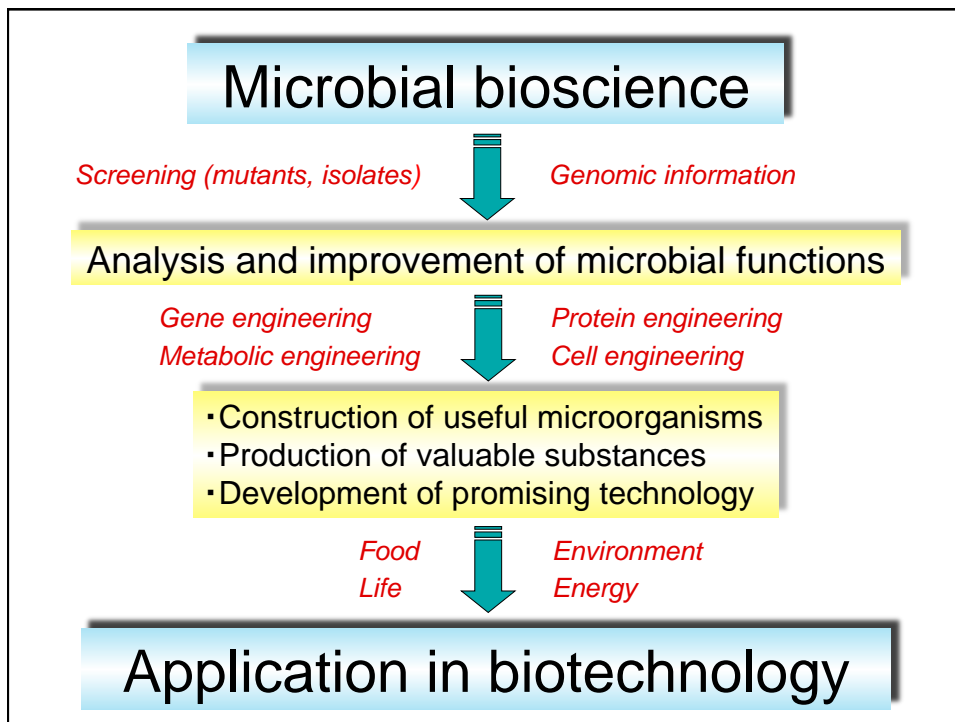 Microbial bioscience
Screening (mutants, isolates) Genomic information
Analysis and improvement of microbial functions
Gene engineering Protein engineering
Metabolic engineering Cell engineering
・Construction of useful microorganisms
・Production of valuable substances
・Development of promising technology
Food Environment
Life Energy
Application in biotechnology